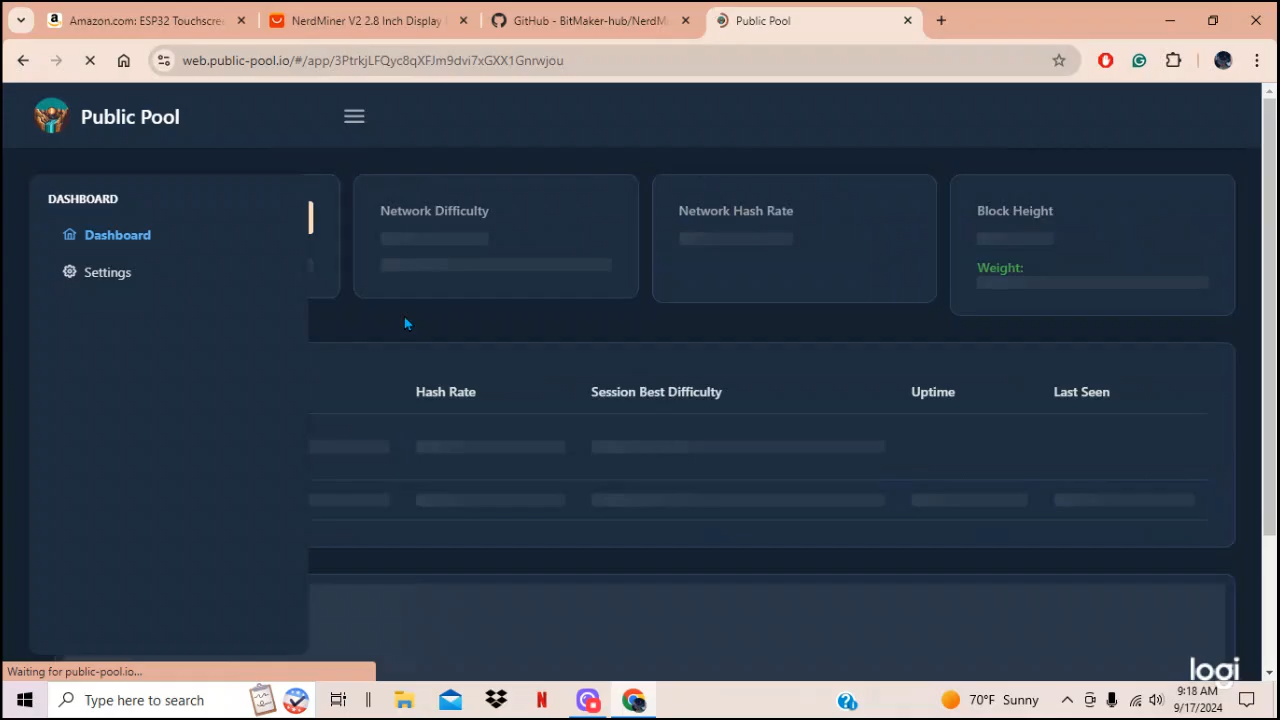 Amazon.com: ESP32 Touchscree
NerdMiner V2 2.8 Inch Display
GitHub - BitMaker-hub/NerdM
Public Pool
web.public-pool.io/#/app/3PtrkjLFQyc8qXFJm9dvi7xGXX1Gnrwjou
Public Pool
DASHBOARD
Dashboard
Settings
Network Difficulty
Network Hash Rate
Block Height
Weight:
Hash Rate
Session Best Difficulty
Uptime
Last Seen
Waiting for public-pool.io...
logi
Type here to search
70°F Sunny
9:18 AM
9/17/2024